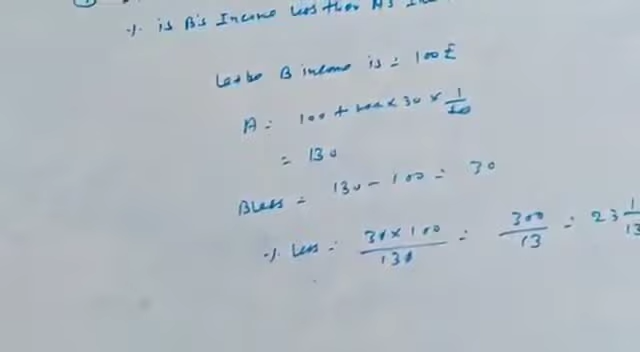 % is B's Income less than A's
Let be B income is = 100 £
A = 100 + 100 × 30 × 1/100
= 130
B less = 130 - 100 = 30
% Less = 30 × 100 / 130 = 300/13 = 23 1/13